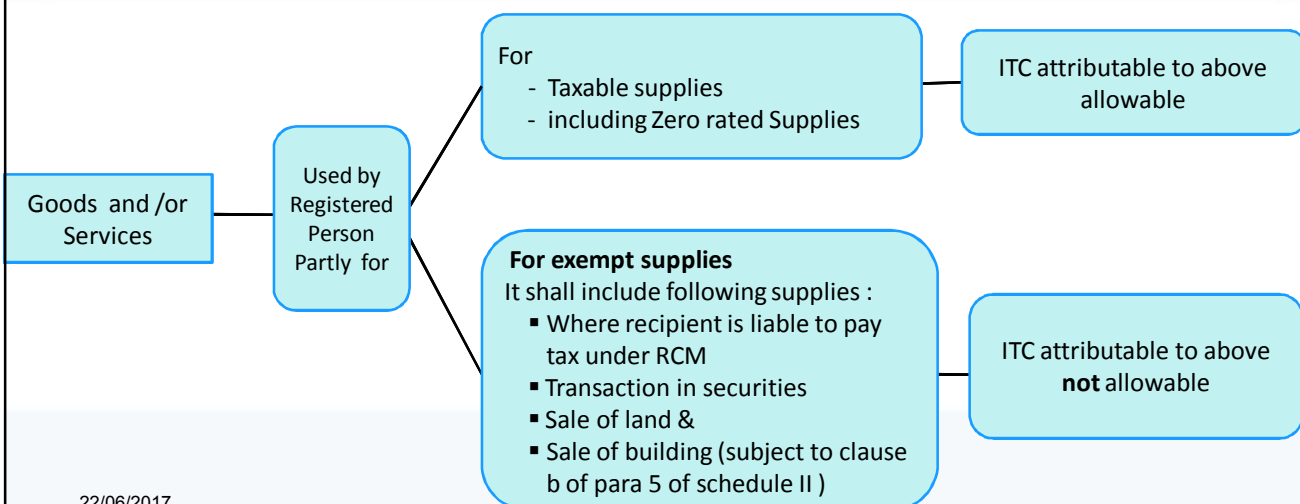 Goods and /or
Services
Used by
Registered
Person
Partly for
For
- Taxable supplies
- including Zero rated Supplies
ITC attributable to above
allowable
For exempt supplies
It shall include following supplies :
▪ Where recipient is liable to pay
tax under RCM
▪ Transaction in securities
▪ Sale of land &
▪ Sale of building (subject to clause
b of para 5 of schedule II )
ITC attributable to above
not allowable
22/06/2017